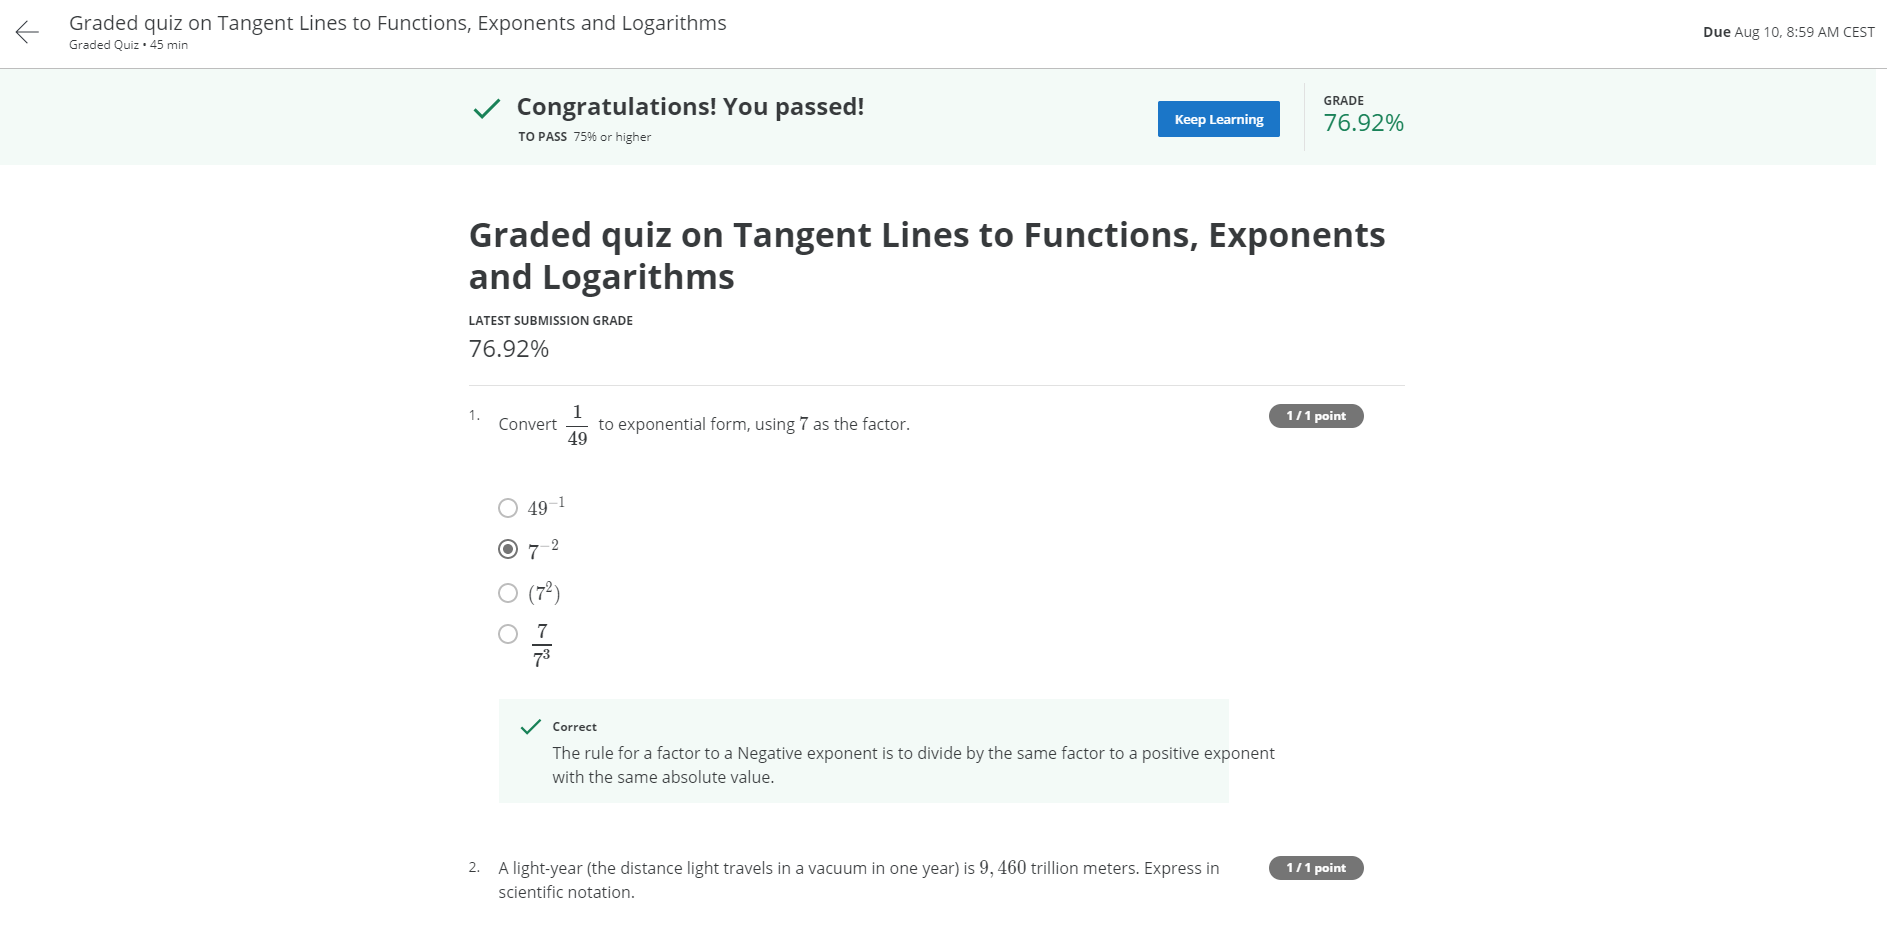 Graded quiz on Tangent Lines to Functions, Exponents and Logarithms
Graded Quiz • 45 min
Due Aug 10, 8:59 AM CEST
Congratulations! You passed!
TO PASS 75% or higher
Keep Learning
GRADE
76.92%
Graded quiz on Tangent Lines to Functions, Exponents
and Logarithms
LATEST SUBMISSION GRADE
76.92%
1. Convert 1/49 to exponential form, using 7 as the factor.
1 / 1 point
49⁻¹
7⁻²
(7²)
7/7³
Correct
The rule for a factor to a Negative exponent is to divide by the same factor to a positive exponent
with the same absolute value.
2. A light-year (the distance light travels in a vacuum in one year) is 9, 460 trillion meters. Express in
scientific notation.
1 / 1 point